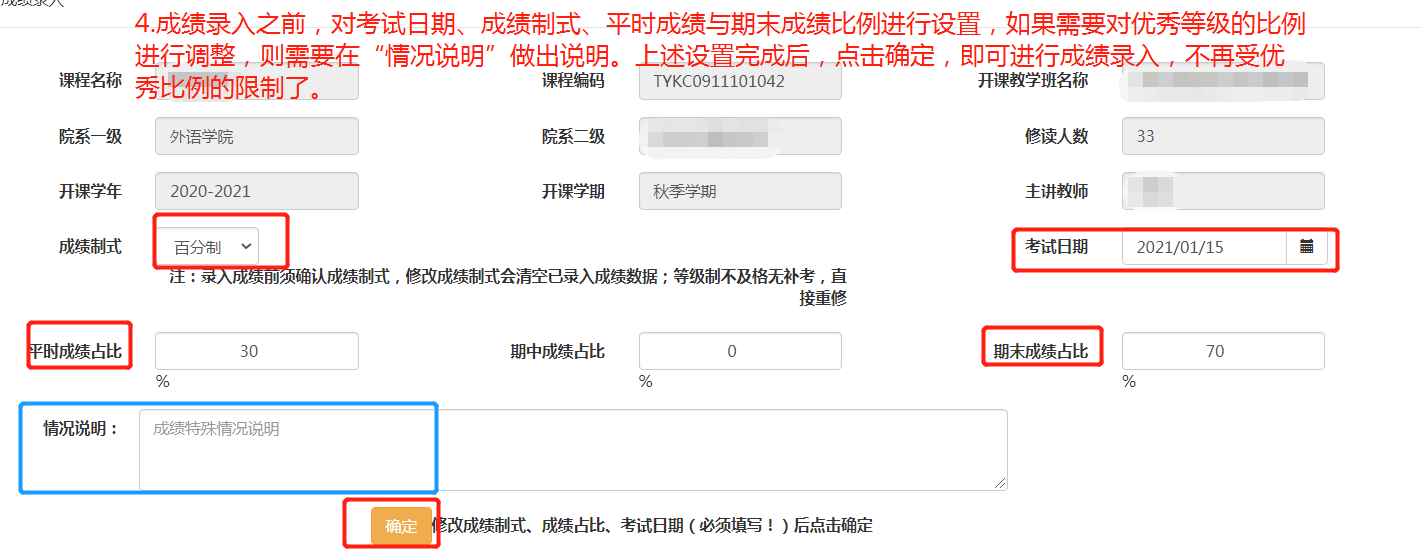 成绩录入
4.成绩录入之前，对考试日期、成绩制式、平时成绩与期末成绩比例进行设置，如果需要对优秀等级的比例
进行调整，则需要在“情况说明”做出说明。上述设置完成后，点击确定，即可进行成绩录入，不再受优
秀比例的限制了。
课程名称 课程编码 TYKC0911101042 开课教学班名称
院系一级 外语学院 院系二级 修读人数 33
开课学年 2020-2021 开课学期 秋季学期 主讲教师
成绩制式 百分制 考试日期 2021/01/15
注：录入成绩前须确认成绩制式，修改成绩制式会清空已录入成绩数据；等级制不及格无补考，直
接重修
平时成绩占比 30 期中成绩占比 0 期末成绩占比 70
% % %
情况说明： 成绩特殊情况说明
确定 修改成绩制式、成绩占比、考试日期（必须填写！）后点击确定